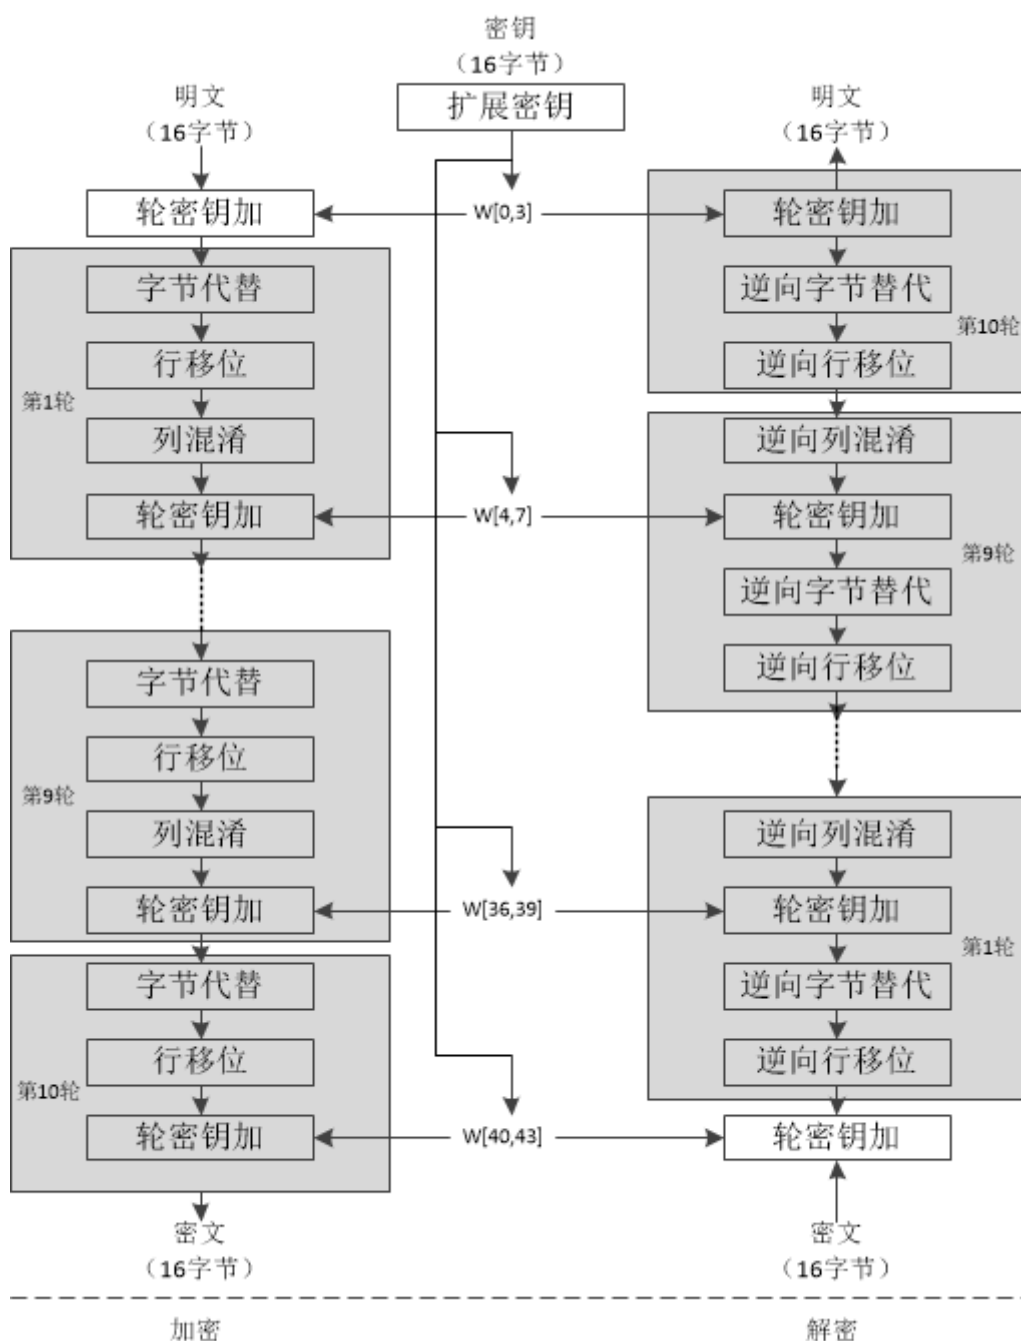 密钥
（16字节）
扩展密钥
明文
（16字节）
轮密钥加
第1轮
字节代替
行移位
列混淆
轮密钥加
第9轮
字节代替
行移位
列混淆
轮密钥加
第10轮
字节代替
行移位
轮密钥加
密文
（16字节）
加密
W[0,3]
W[4,7]
W[36,39]
W[40,43]
明文
（16字节）
轮密钥加
逆向字节替代
第10轮
逆向行移位
逆向列混淆
轮密钥加
第9轮
逆向字节替代
逆向行移位
逆向列混淆
轮密钥加
第1轮
逆向字节替代
逆向行移位
轮密钥加
密文
（16字节）
解密